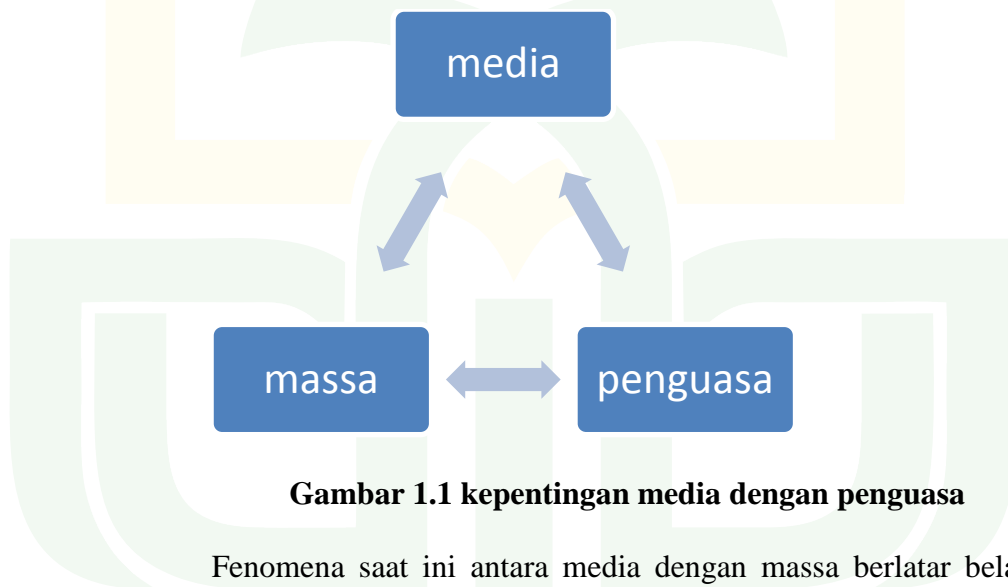 media
massa
penguasa
Gambar 1.1 kepentingan media dengan penguasa
Fenomena saat ini antara media dengan massa berlatar